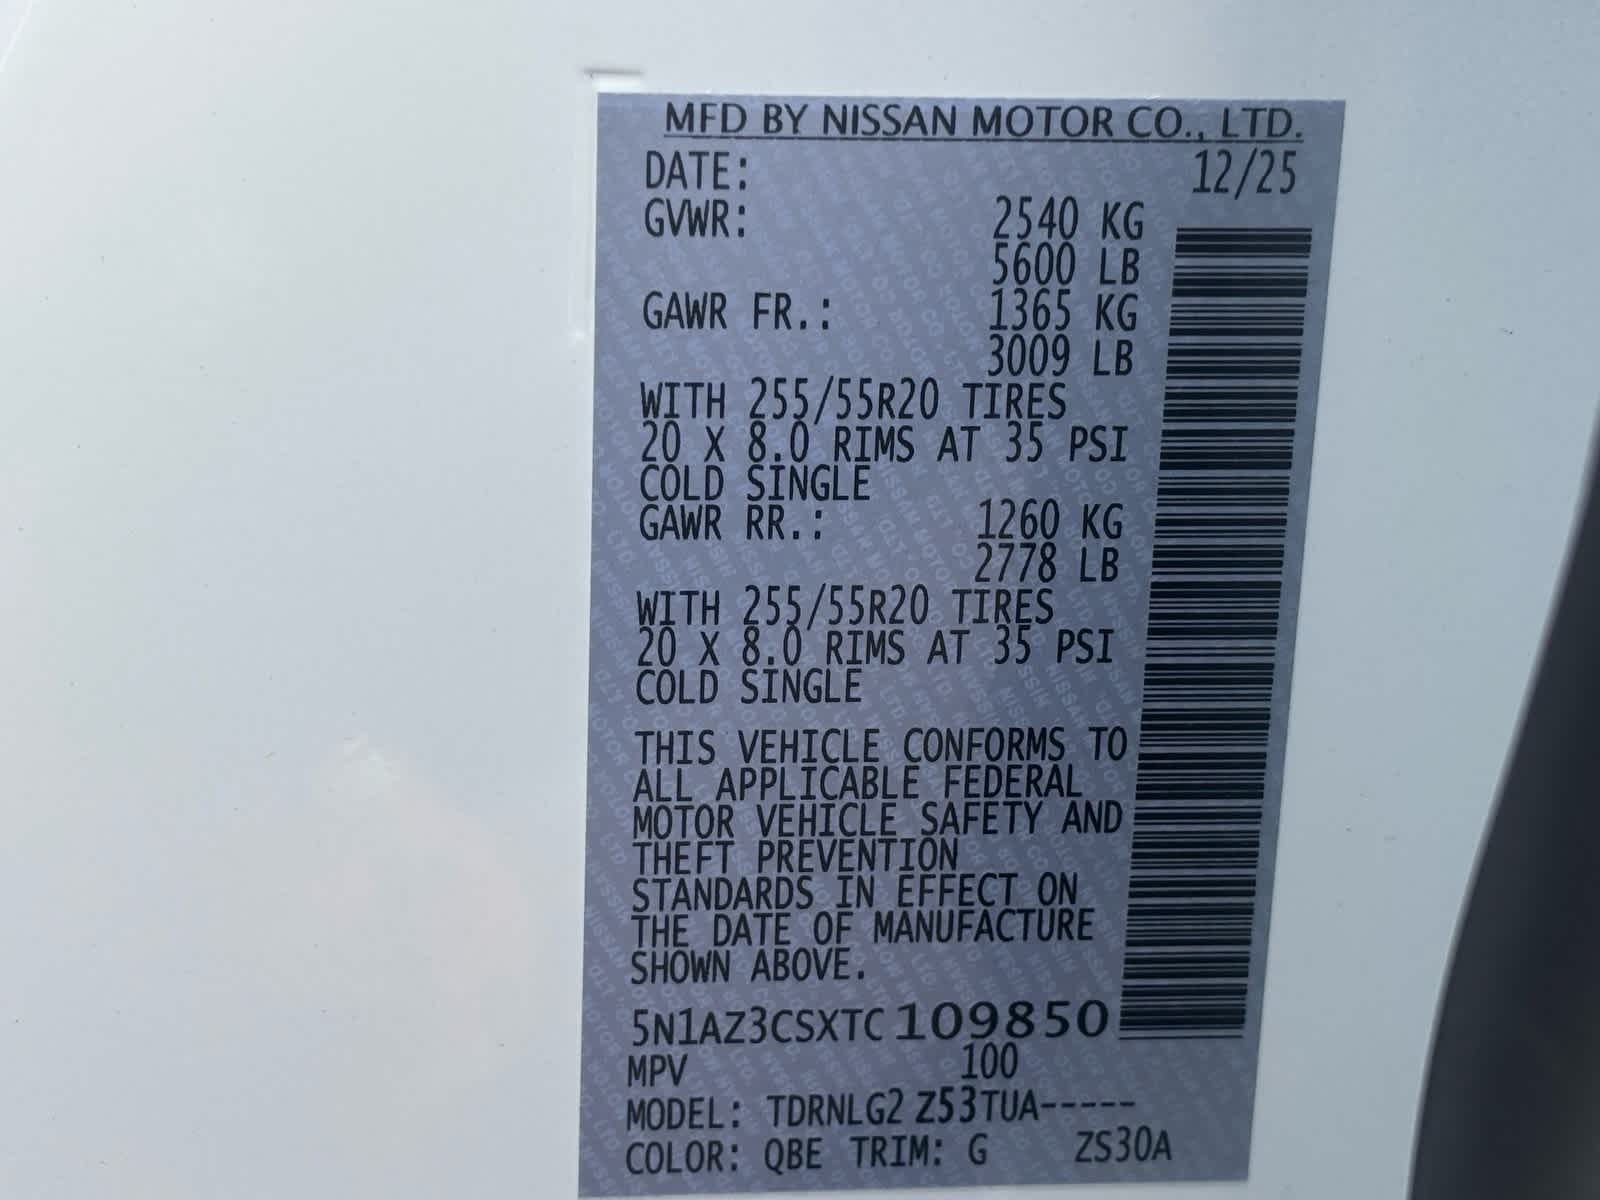 MFD BY NISSAN MOTOR CO., LTD.
DATE: 12/25
GVWR: 2540 KG
5600 LB
GAWR FR.: 1365 KG
3009 LB
WITH 255/55R20 TIRES
20 X 8.0 RIMS AT 35 PSI
COLD SINGLE
GAWR RR.: 1260 KG
2778 LB
WITH 255/55R20 TIRES
20 X 8.0 RIMS AT 35 PSI
COLD SINGLE
THIS VEHICLE CONFORMS TO
ALL APPLICABLE FEDERAL
MOTOR VEHICLE SAFETY AND
THEFT PREVENTION
STANDARDS IN EFFECT ON
THE DATE OF MANUFACTURE
SHOWN ABOVE.
5N1AZ3CSXTC109850
MPV 100
MODEL: TDRNLG2 Z53TUA-----
COLOR: QBE TRIM: G ZS30A